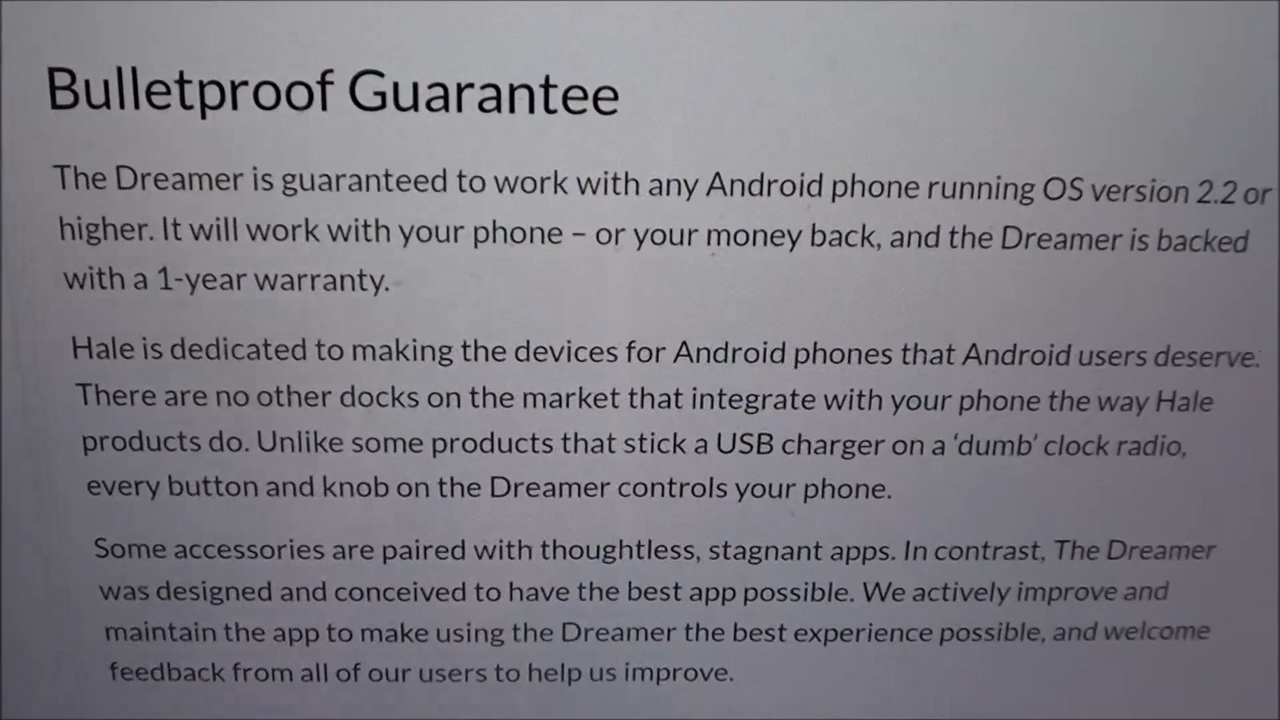 Bulletproof Guarantee
The Dreamer is guaranteed to work with any Android phone running OS version 2.2 or
higher. It will work with your phone – or your money back, and the Dreamer is backed
with a 1-year warranty.
Hale is dedicated to making the devices for Android phones that Android users deserve.
There are no other docks on the market that integrate with your phone the way Hale
products do. Unlike some products that stick a USB charger on a ‘dumb’ clock radio,
every button and knob on the Dreamer controls your phone.
Some accessories are paired with thoughtless, stagnant apps. In contrast, The Dreamer
was designed and conceived to have the best app possible. We actively improve and
maintain the app to make using the Dreamer the best experience possible, and welcome
feedback from all of our users to help us improve.